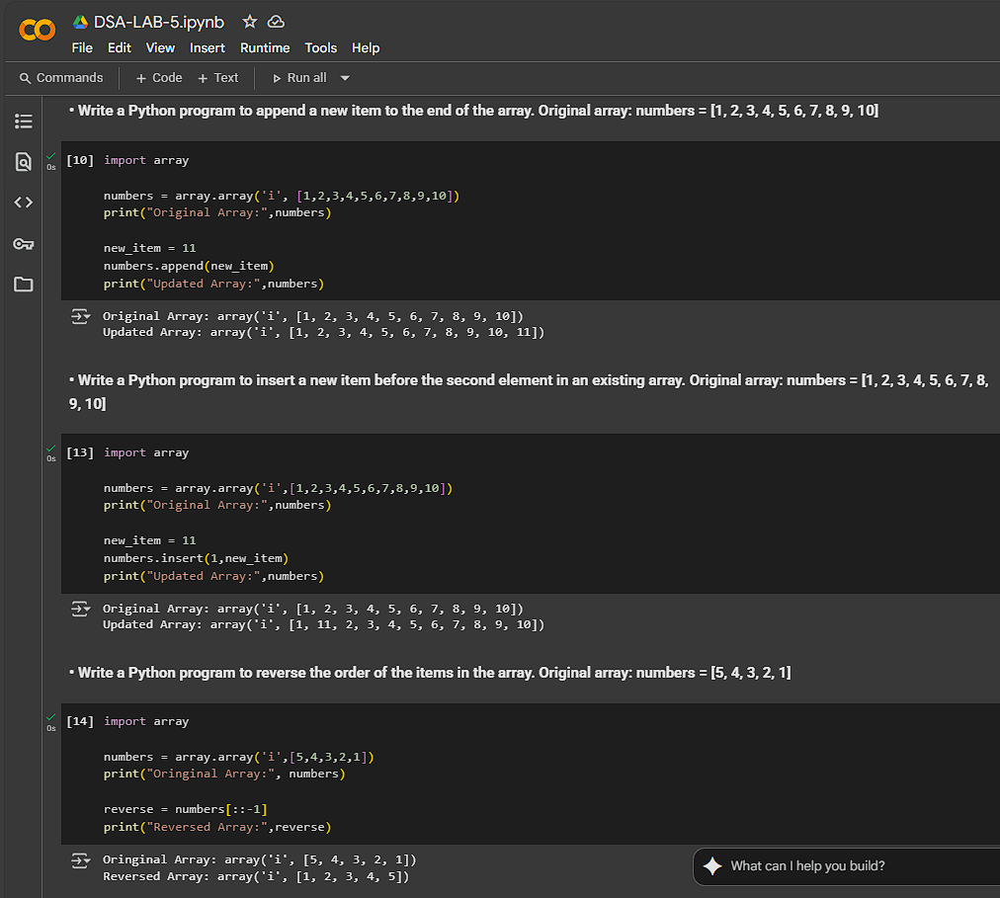 DSA-LAB-5.ipynb
File Edit View Insert Runtime Tools Help
Commands + Code + Text Run all
• Write a Python program to append a new item to the end of the array. Original array: numbers = [1, 2, 3, 4, 5, 6, 7, 8, 9, 10]
0s
[10] import array
numbers = array.array('i', [1,2,3,4,5,6,7,8,9,10])
print("Original Array:",numbers)
new_item = 11
numbers.append(new_item)
print("Updated Array:",numbers)
Original Array: array('i', [1, 2, 3, 4, 5, 6, 7, 8, 9, 10])
Updated Array: array('i', [1, 2, 3, 4, 5, 6, 7, 8, 9, 10, 11])
• Write a Python program to insert a new item before the second element in an existing array. Original array: numbers = [1, 2, 3, 4, 5, 6, 7, 8,
9, 10]
0s
[13] import array
numbers = array.array('i',[1,2,3,4,5,6,7,8,9,10])
print("Original Array:",numbers)
new_item = 11
numbers.insert(1,new_item)
print("Updated Array:",numbers)
Original Array: array('i', [1, 2, 3, 4, 5, 6, 7, 8, 9, 10])
Updated Array: array('i', [1, 11, 2, 3, 4, 5, 6, 7, 8, 9, 10])
• Write a Python program to reverse the order of the items in the array. Original array: numbers = [5, 4, 3, 2, 1]
0s
[14] import array
numbers = array.array('i',[5,4,3,2,1])
print("Oringinal Array:", numbers)
reverse = numbers[::-1]
print("Reversed Array:",reverse)
Oringinal Array: array('i', [5, 4, 3, 2, 1])
Reversed Array: array('i', [1, 2, 3, 4, 5])
What can I help you build?